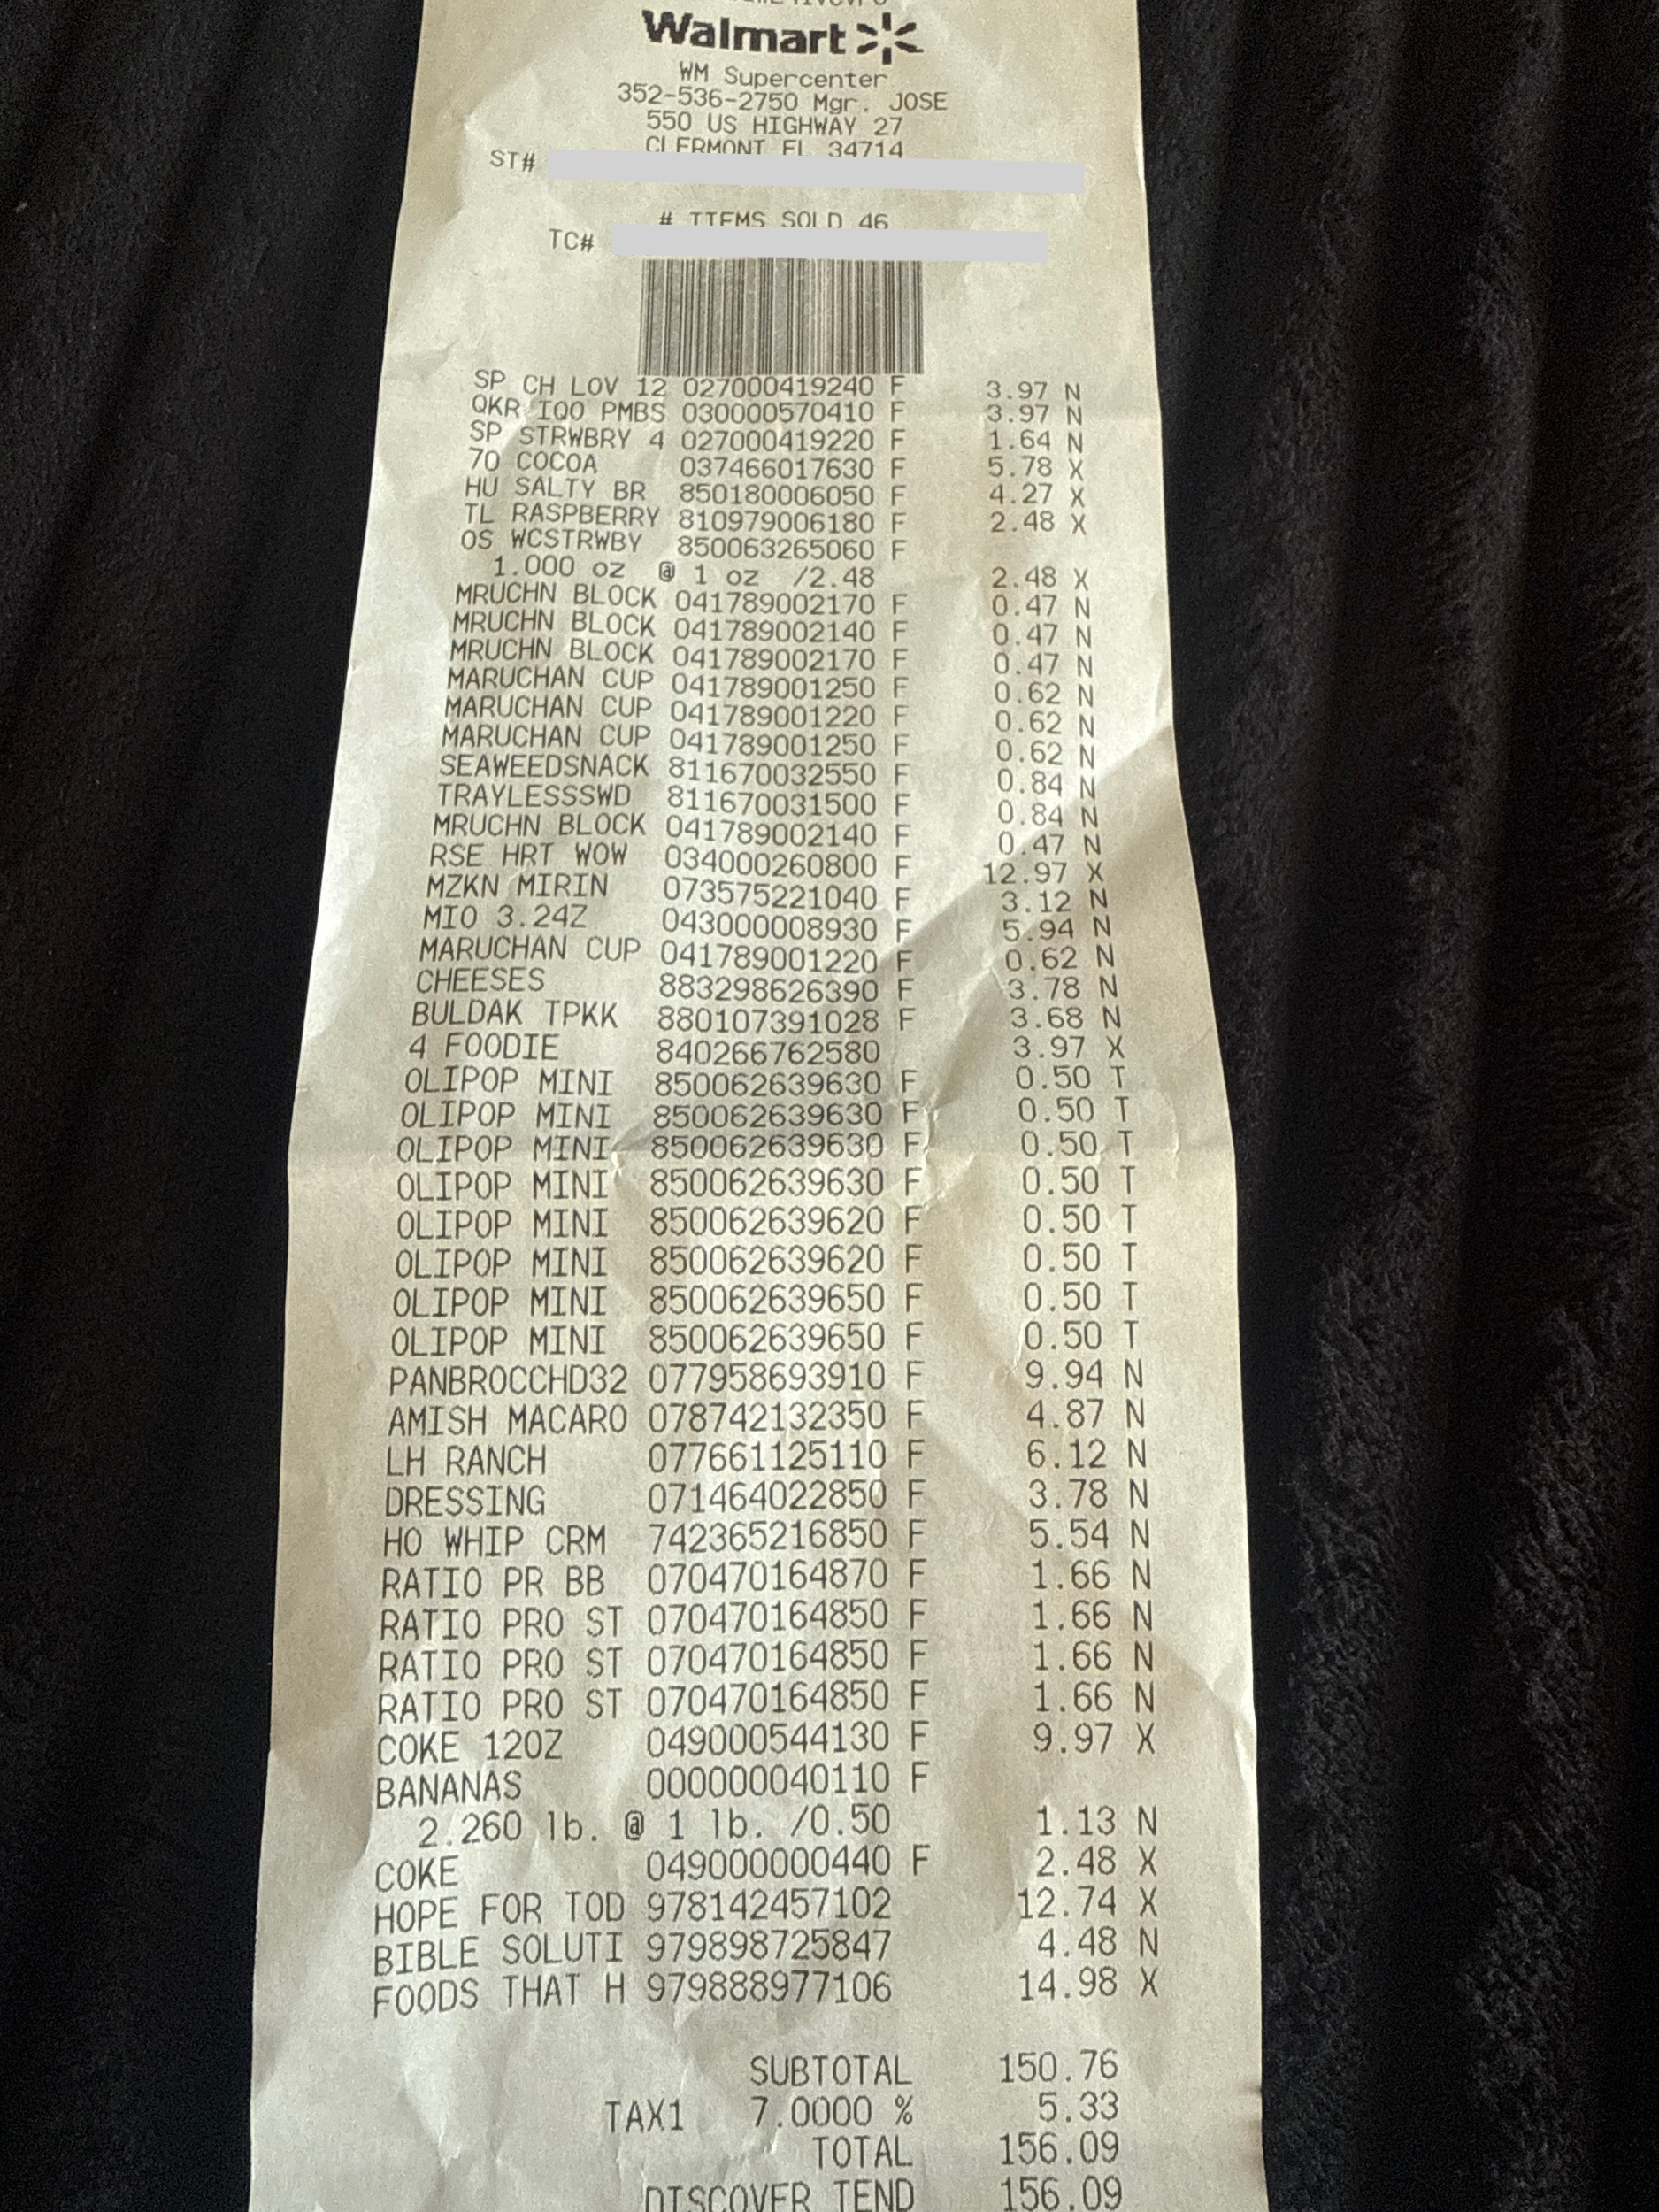 Walmart
WM Supercenter
352-536-2750 Mgr. JOSE
550 US HIGHWAY 27
CLERMONT FL 34714
ST#
# ITEMS SOLD 46
TC#
SP CH LOV 12 027000419240 F 3.97 N
QKR IQO PMBS 030000570410 F 3.97 N
SP STRWBRY 4 027000419220 F 1.64 N
70 COCOA 037466017630 F 5.78 X
HU SALTY BR 850180006050 F 4.27 X
TL RASPBERRY 810979006180 F 2.48 X
OS WCSTRWBY 850063265060 F
1.000 oz @ 1 oz /2.48 2.48 X
MRUCHN BLOCK 041789002170 F 0.47 N
MRUCHN BLOCK 041789002140 F 0.47 N
MRUCHN BLOCK 041789002170 F 0.47 N
MARUCHAN CUP 041789001250 F 0.62 N
MARUCHAN CUP 041789001220 F 0.62 N
MARUCHAN CUP 041789001250 F 0.62 N
SEAWEEDSNACK 811670032550 F 0.84 N
TRAYLESSSWD 811670031500 F 0.84 N
MRUCHN BLOCK 041789002140 F 0.47 N
RSE HRT WOW 034000260800 F 12.97 X
MZKN MIRIN 073575221040 F 3.12 N
MIO 3.24Z 043000008930 F 5.94 N
MARUCHAN CUP 041789001220 F 0.62 N
CHEESES 883298626390 F 3.78 N
BULDAK TPKK 880107391028 F 3.68 N
4 FOODIE 840266762580 3.97 X
OLIPOP MINI 850062639630 F 0.50 T
OLIPOP MINI 850062639630 F 0.50 T
OLIPOP MINI 850062639630 F 0.50 T
OLIPOP MINI 850062639630 F 0.50 T
OLIPOP MINI 850062639620 F 0.50 T
OLIPOP MINI 850062639620 F 0.50 T
OLIPOP MINI 850062639650 F 0.50 T
OLIPOP MINI 850062639650 F 0.50 T
PANBROCCHD32 077958693910 F 9.94 N
AMISH MACARO 078742132350 F 4.87 N
LH RANCH 077661125110 F 6.12 N
DRESSING 071464022850 F 3.78 N
HO WHIP CRM 742365216850 F 5.54 N
RATIO PR BB 070470164870 F 1.66 N
RATIO PRO ST 070470164850 F 1.66 N
RATIO PRO ST 070470164850 F 1.66 N
RATIO PRO ST 070470164850 F 1.66 N
COKE 12OZ 049000544130 F 9.97 X
BANANAS 000000040110 F
2.260 lb. @ 1 lb. /0.50 1.13 N
COKE 049000000440 F 2.48 X
HOPE FOR TOD 978142457102 12.74 X
BIBLE SOLUTI 979898725847 4.48 N
FOODS THAT H 979888977106 14.98 X
SUBTOTAL 150.76
TAX1 7.0000 % 5.33
TOTAL 156.09
DISCOVER TEND 156.09